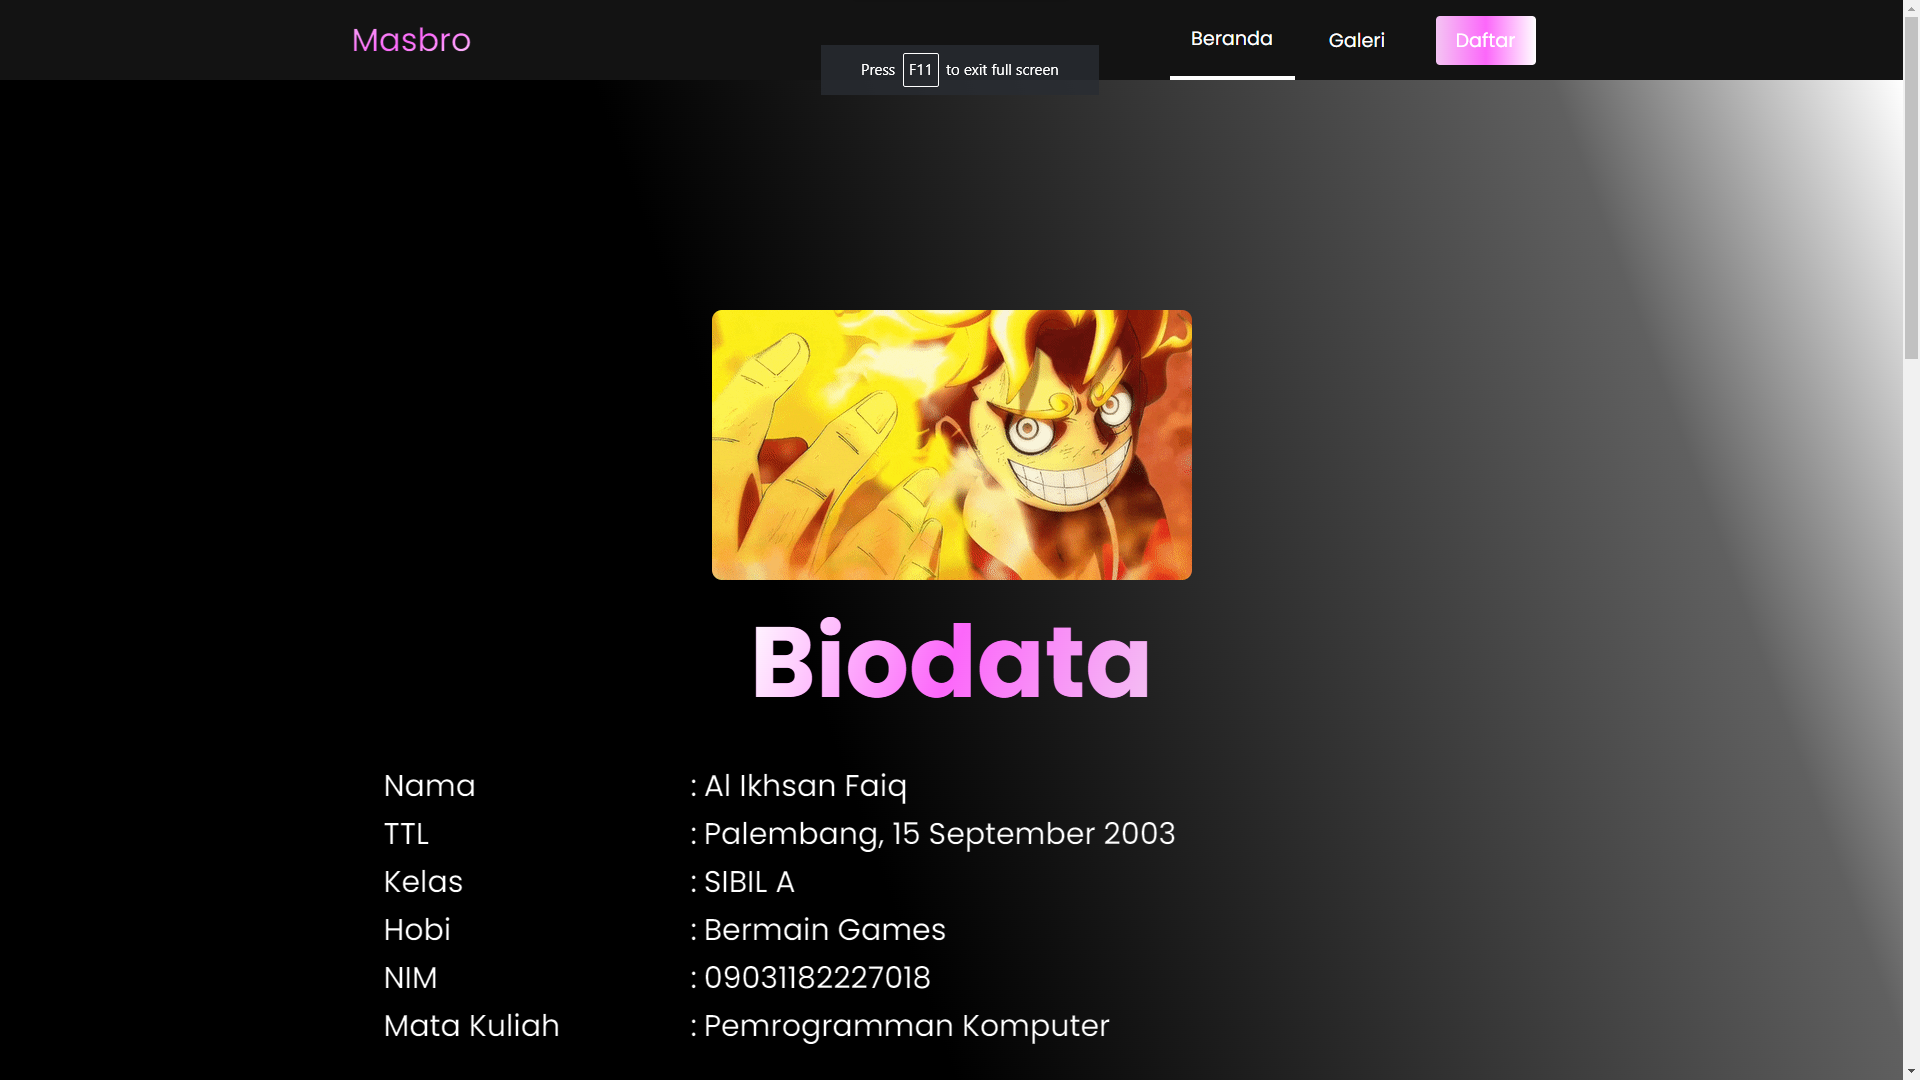 Masbro
Beranda
Galeri
Daftar
Press F11 to exit full screen
Biodata
Nama : Al Ikhsan Faiq
TTL : Palembang, 15 September 2003
Kelas : SIBIL A
Hobi : Bermain Games
NIM : 09031182227018
Mata Kuliah : Pemrogramman Komputer